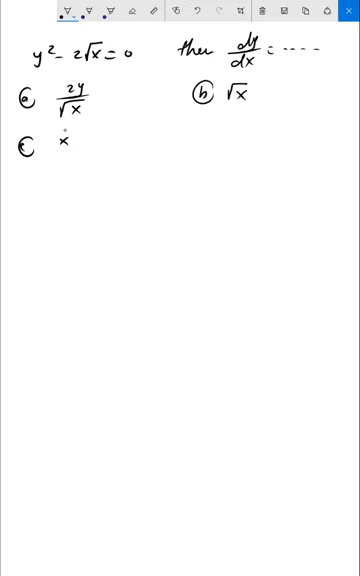 y² - 2√x = 0 then dy/dx = ----
ⓐ 2y/√x ⓑ √x
ⓒ x